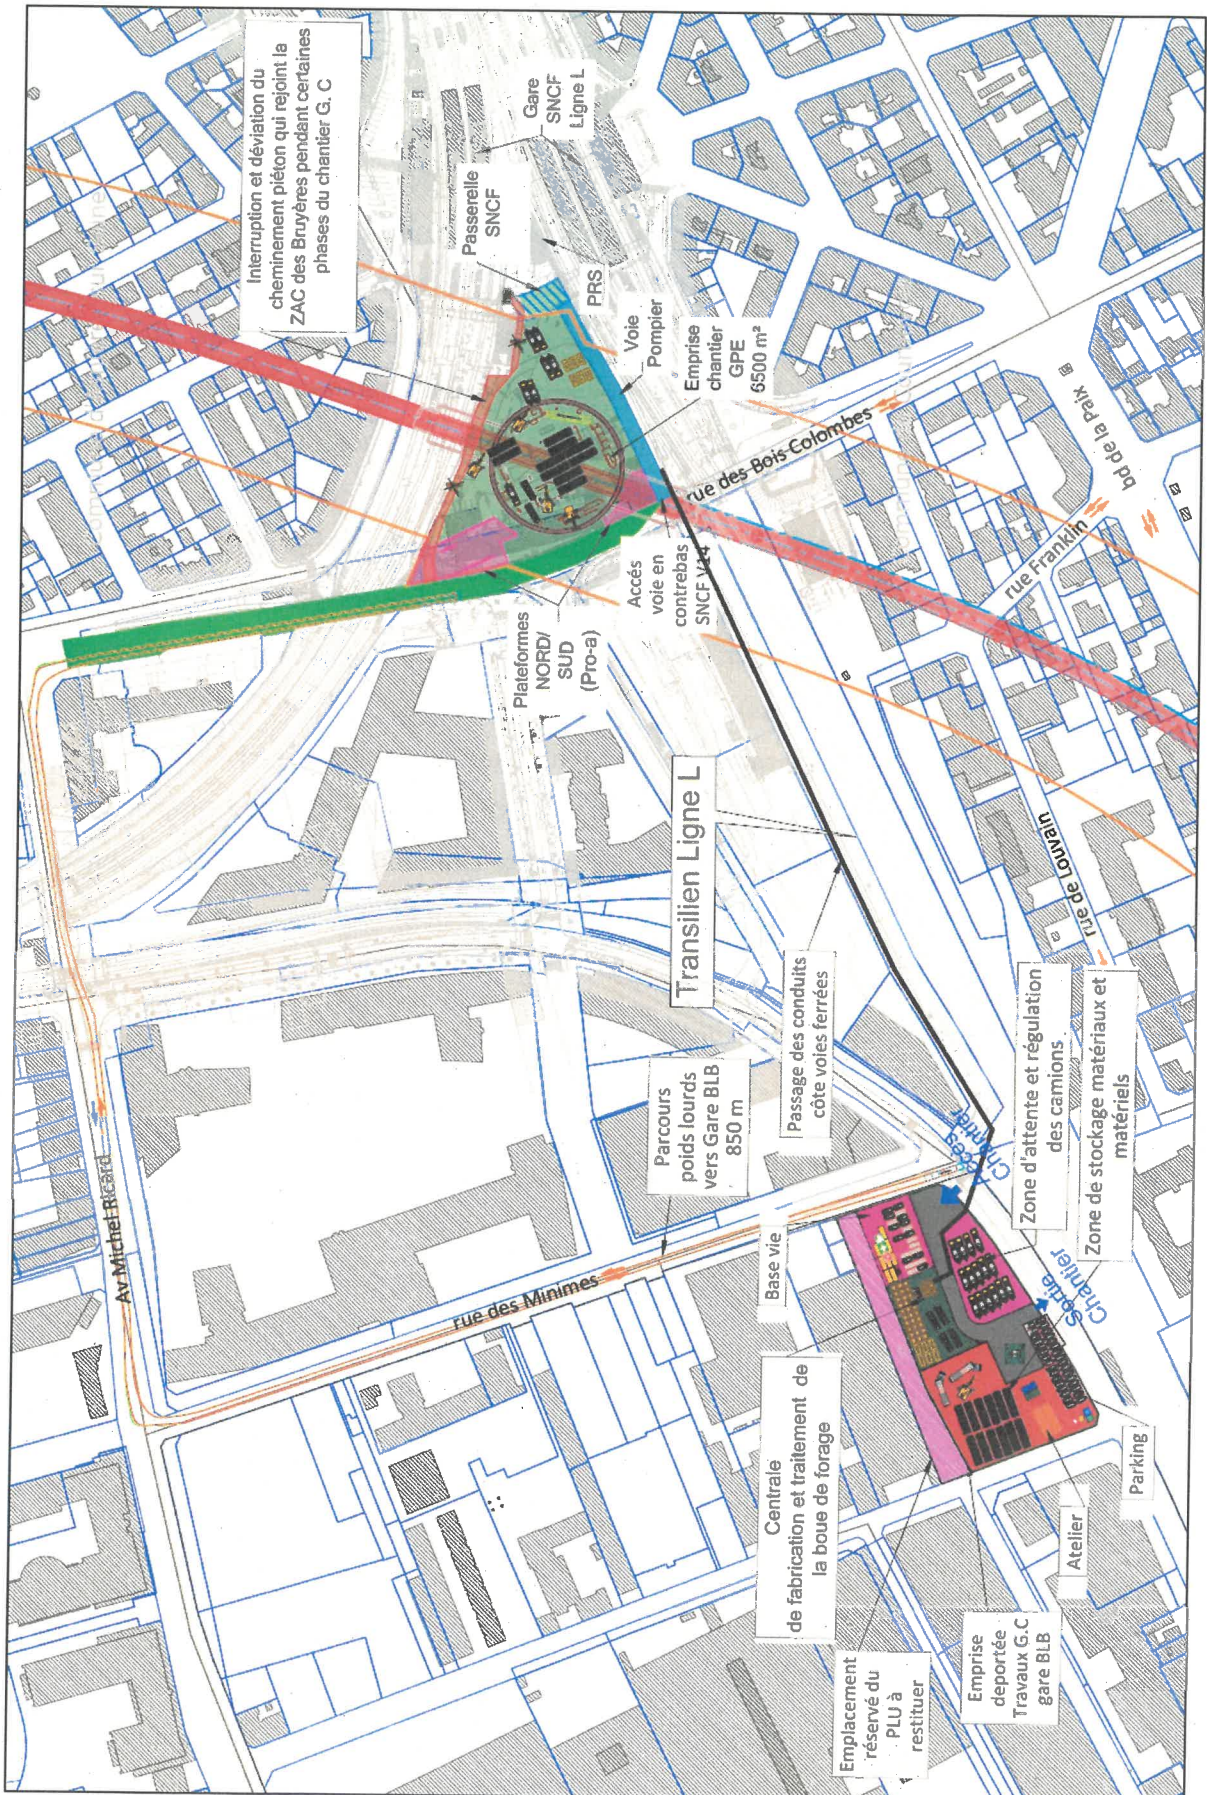 Interruption et déviation du
cheminement piéton qui rejoint la
ZAC des Bruyères pendant certaines
phases du chantier G. C
Gare
SNCF
Ligne L
Passerelle
SNCF
PRS
Voie
Pompier
Emprise
chantier
GPE
6500 m²
rue des Bois Colombes
bd de la Paix
rue Franklin
rue de Louvain
Accés
voie en
contrebas
SNCF V14
Plateformes
NORD/
SUD
(Pro-a)
Transilien Ligne L
Passage des conduits
côte voies ferrées
Parcours
poids lourds
vers Gare BLB
850 m
Av Michel Ricard
rue des Minimes
Base vie
Accès
Chantier
Zone d'attente et régulation
des camions
Zone de stockage matériaux et
matériels
Sortie
Chantier
Centrale
de fabrication et traitement de
la boue de forage
Parking
Atelier
Emplacement
réservé du
PLU à
restituer
Emprise
deportée
Travaux G.C
gare BLB